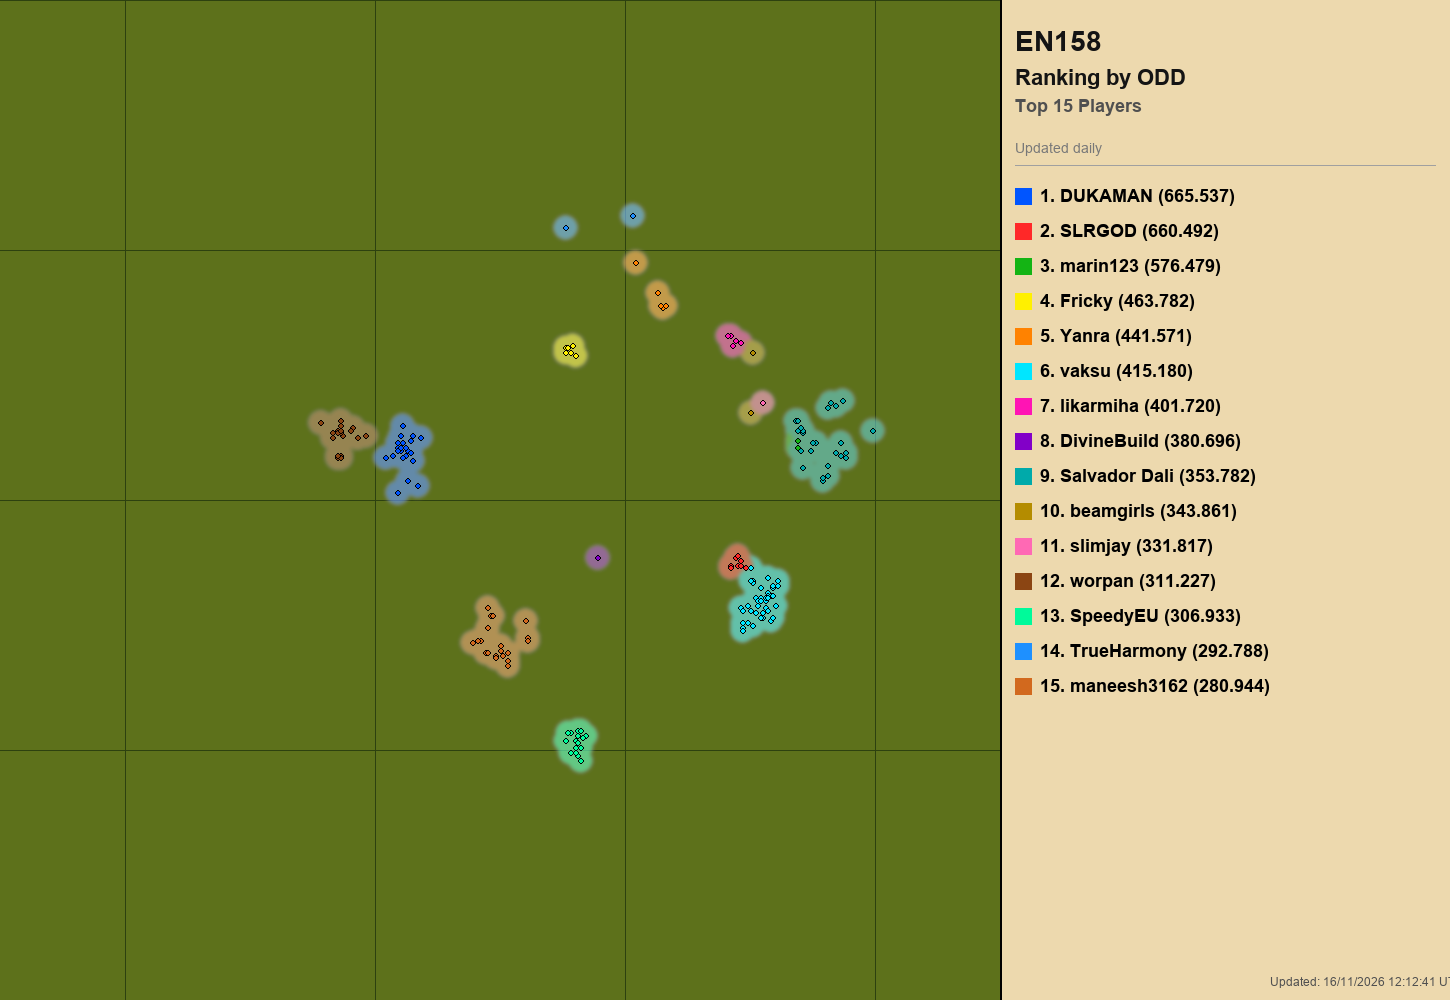 EN158
Ranking by ODD
Top 15 Players
Updated daily
1. DUKAMAN (665.537)
2. SLRGOD (660.492)
3. marin123 (576.479)
4. Fricky (463.782)
5. Yanra (441.571)
6. vaksu (415.180)
7. likarmiha (401.720)
8. DivineBuild (380.696)
9. Salvador Dali (353.782)
10. beamgirls (343.861)
11. slimjay (331.817)
12. worpan (311.227)
13. SpeedyEU (306.933)
14. TrueHarmony (292.788)
15. maneesh3162 (280.944)
Updated: 16/11/2026 12:12:41 U